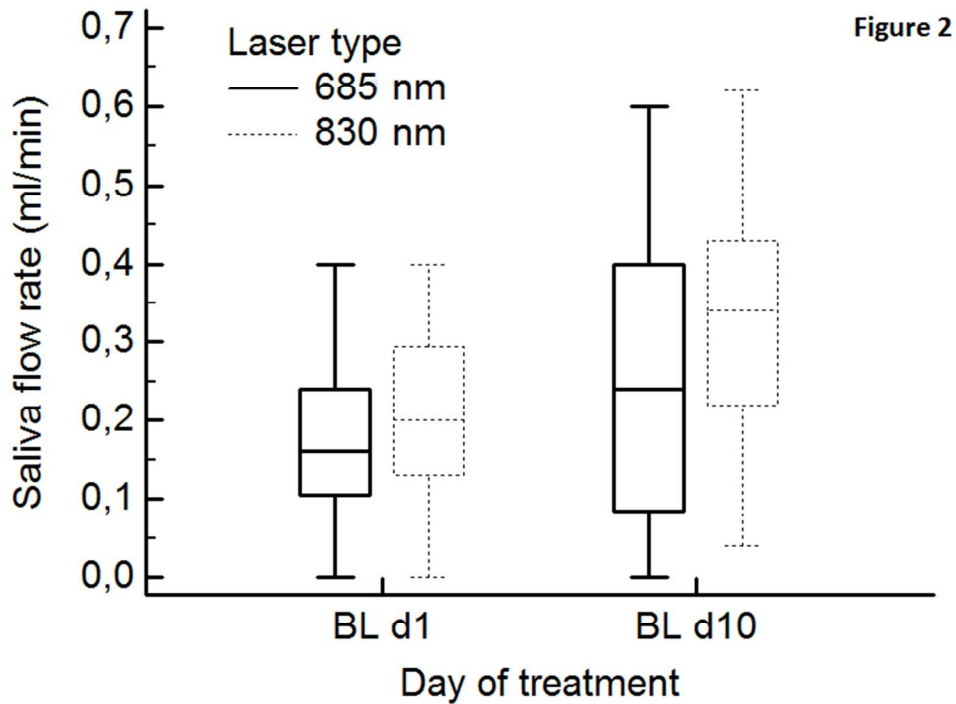 Figure 2
Laser type
685 nm
830 nm
Saliva flow rate (ml/min)
0,7
0,6
0,5
0,4
0,3
0,2
0,1
0,0
BL d1
BL d10
Day of treatment